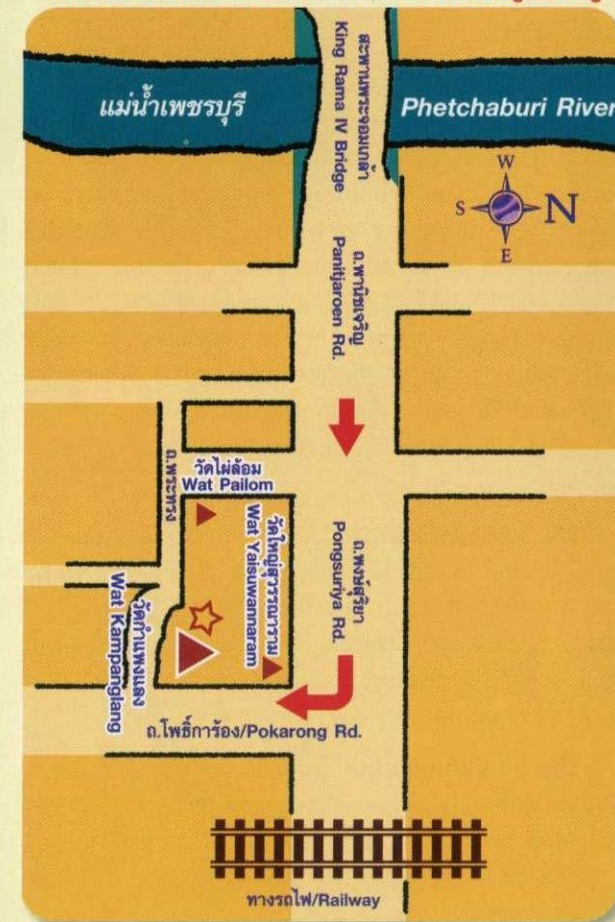 แม่น้ำเพชรบุรี
สะพานพระจอมเกล้า
King Rama IV Bridge
Phetchaburi River
W
S
N
E
ถ.พานิชเจริญ
Panitjaroen Rd.
ถ.พระทรง
วัดไผ่ล้อม
Wat Pailom
วัดใหญ่สุวรรณาราม
Wat Yaisuwannaram
ถ.พงษ์สุริยา
Pongsuriya Rd.
วัดกำแพงแลง
Wat Kampanglang
ถ.โพธิ์การ้อง/Pokarong Rd.
ทางรถไฟ/Railway